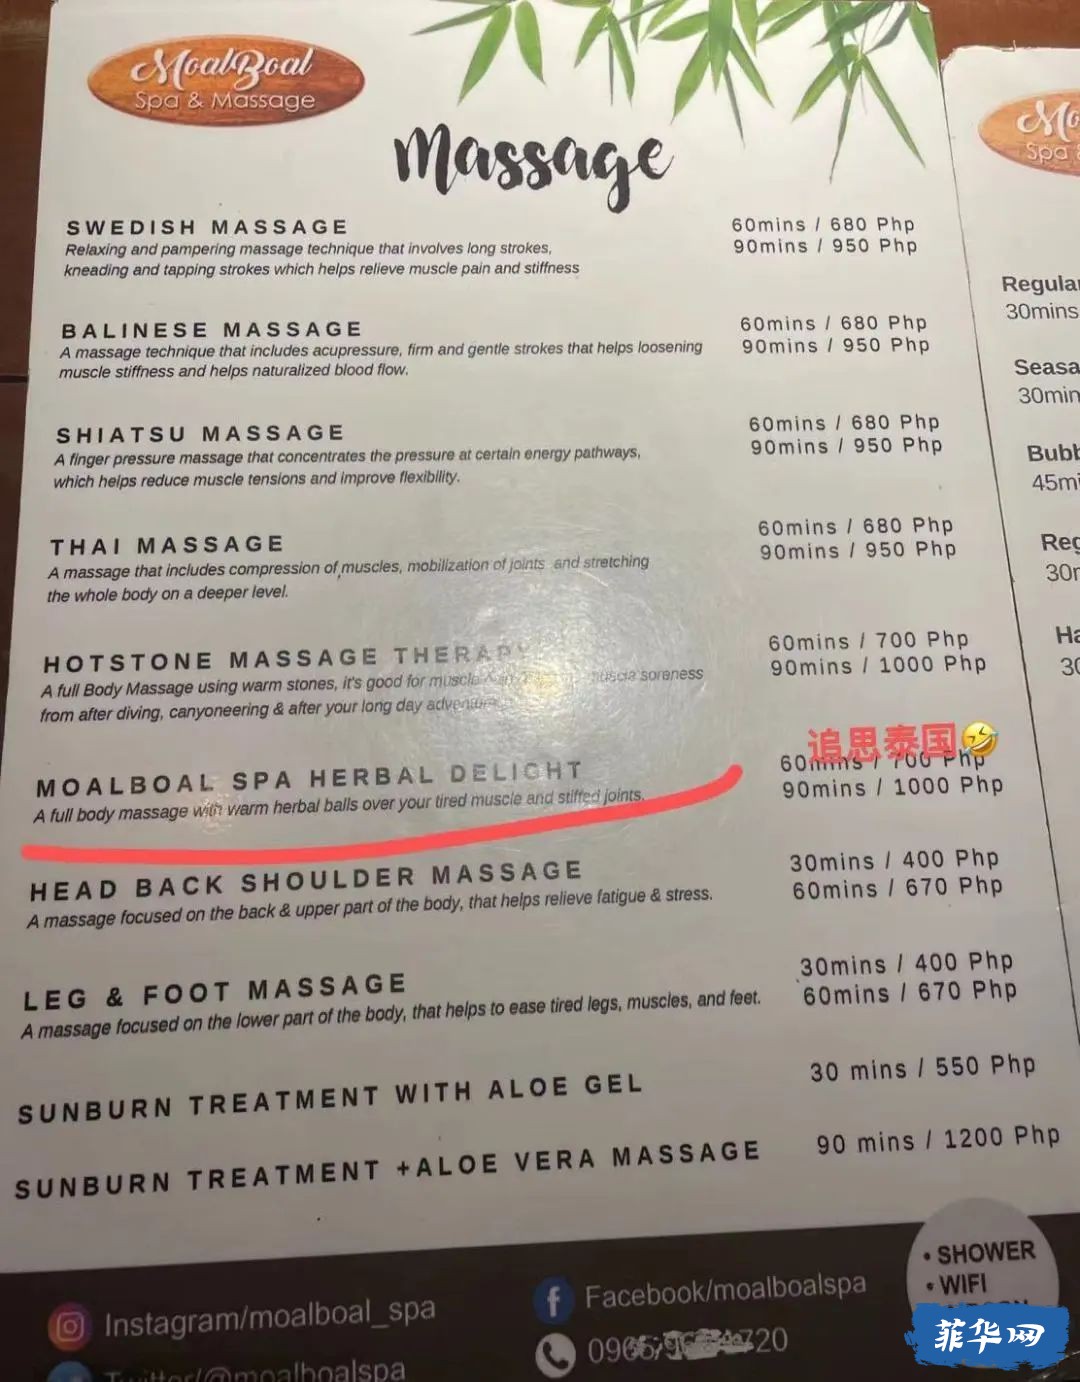 MoalBoal
Spa & Massage
Massage
SWEDISH MASSAGE
Relaxing and pampering massage technique that involves long strokes,
kneading and tapping strokes which helps relieve muscle pain and stiffness
60mins / 680 Php
90mins / 950 Php
BALINESE MASSAGE
A massage technique that includes acupressure, firm and gentle strokes that helps loosening
muscle stiffness and helps naturalized blood flow.
60mins / 680 Php
90mins / 950 Php
SHIATSU MASSAGE
A finger pressure massage that concentrates the pressure at certain energy pathways,
which helps reduce muscle tensions and improve flexibility.
60mins / 680 Php
90mins / 950 Php
THAI MASSAGE
A massage that includes compression of muscles, mobilization of joints and stretching
the whole body on a deeper level.
60mins / 680 Php
90mins / 950 Php
HOTSTONE MASSAGE THERAPY
A full Body Massage using warm stones, it's good for muscle soreness
from after diving, canyoneering & after your long day
60mins / 700 Php
90mins / 1000 Php
追思泰国🤣
MOALBOAL SPA HERBAL DELIGHT
A full body massage with warm herbal balls over your tired muscle and stiffed joints.
60mins / 700 Php
90mins / 1000 Php
HEAD BACK SHOULDER MASSAGE
A massage focused on the back & upper part of the body, that helps relieve fatigue & stress.
30mins / 400 Php
60mins / 670 Php
LEG & FOOT MASSAGE
A massage focused on the lower part of the body, that helps to ease tired legs, muscles, and feet.
30mins / 400 Php
60mins / 670 Php
SUNBURN TREATMENT WITH ALOE GEL
30 mins / 550 Php
SUNBURN TREATMENT +ALOE VERA MASSAGE
90 mins / 1200 Php
Instagram/moalboal_spa
Twitter/@moalboalspa
Facebook/moalboalspa
• SHOWER
• WIFI
菲华网
Spa
Regular
30mins
30min
45mi